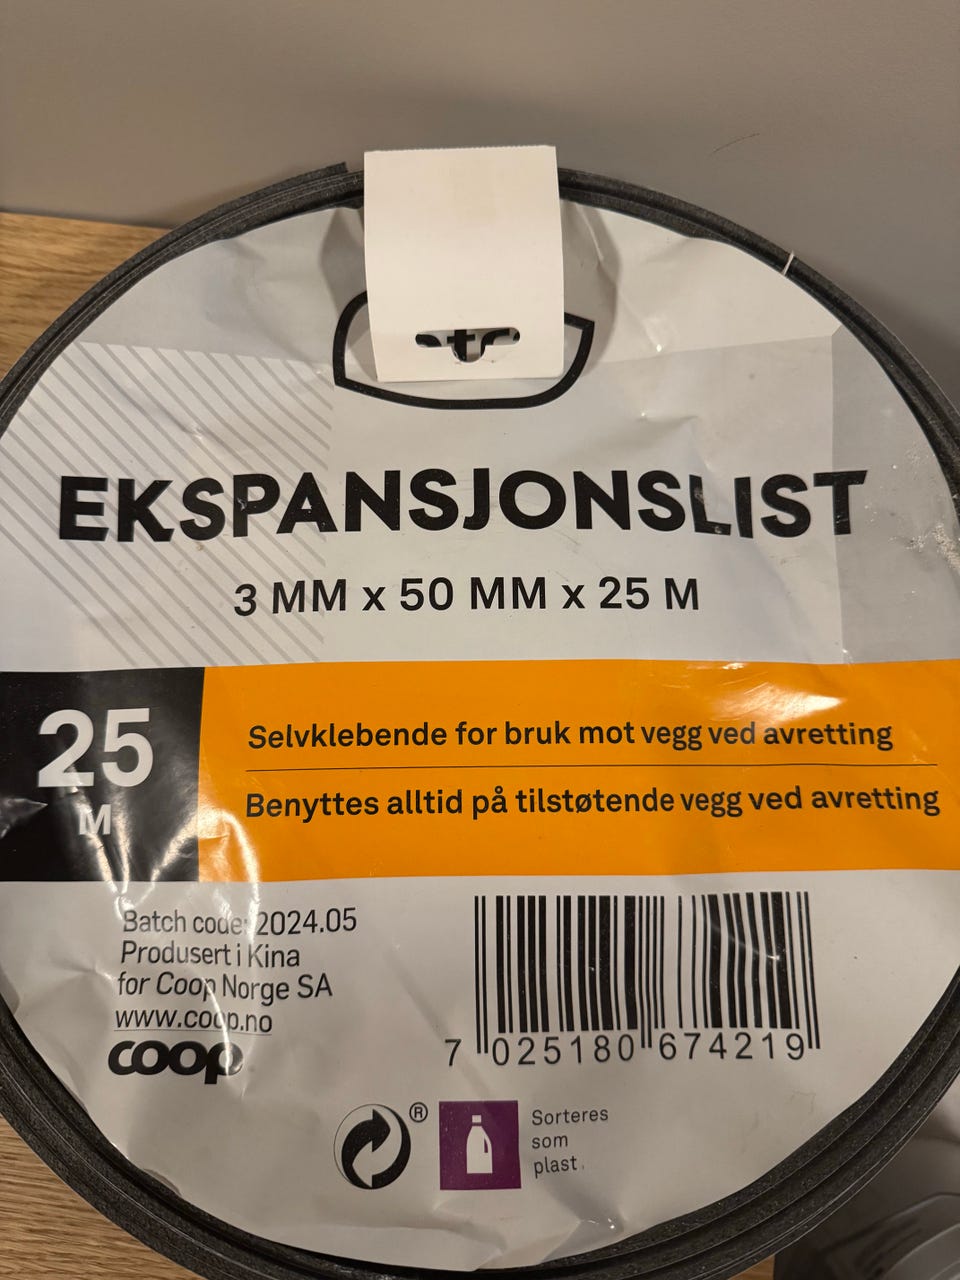 EKSPANSJONSLIST
3 MM x 50 MM x 25 M
25
M
Selvklebende for bruk mot vegg ved avretting
Benyttes alltid på tilstøtende vegg ved avretting
Batch code: 2024.05
Produsert i Kina
for Coop Norge SA
www.coop.no
coop
7 025180 674219
®
Sorteres
som
plast